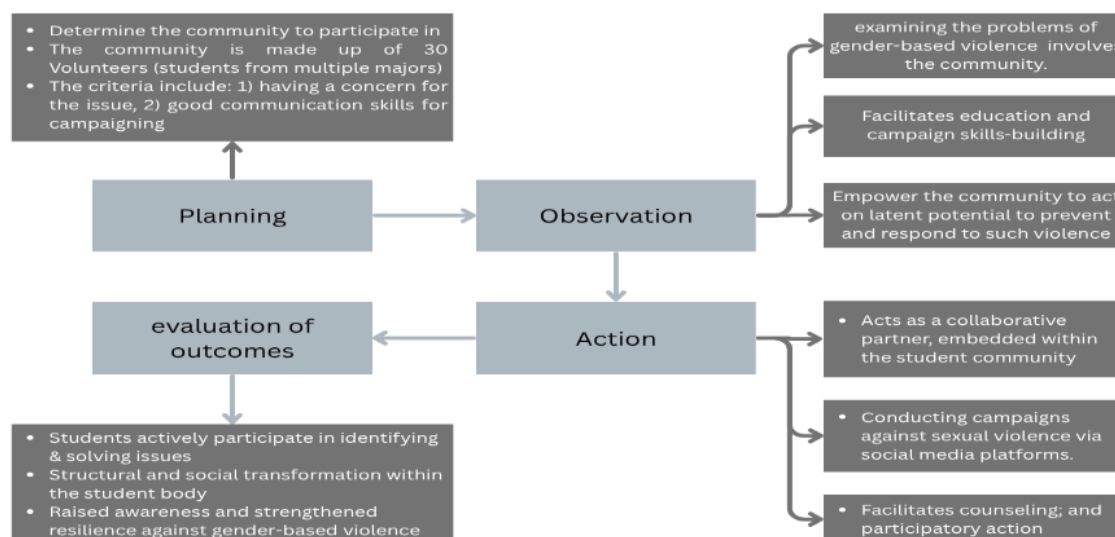 • Determine the community to participate in
• The community is made up of 30
Volunteers (students from multiple majors)
• The criteria include: 1) having a concern for
the issue, 2) good communication skills for
campaigning
Planning
Observation
examining the problems of
gender-based violence involves
the community.
Facilitates education and
campaign skills-building
Empower the community to act
on latent potential to prevent
and respond to such violence
Action
• Acts as a collaborative
partner, embedded within
the student community
• Conducting campaigns
against sexual violence via
social media platforms.
• Facilitates counseling; and
participatory action
evaluation of
outcomes
• Students actively participate in identifying
& solving issues
• Structural and social transformation within
the student body
• Raised awareness and strengthened
resilience against gender-based violence